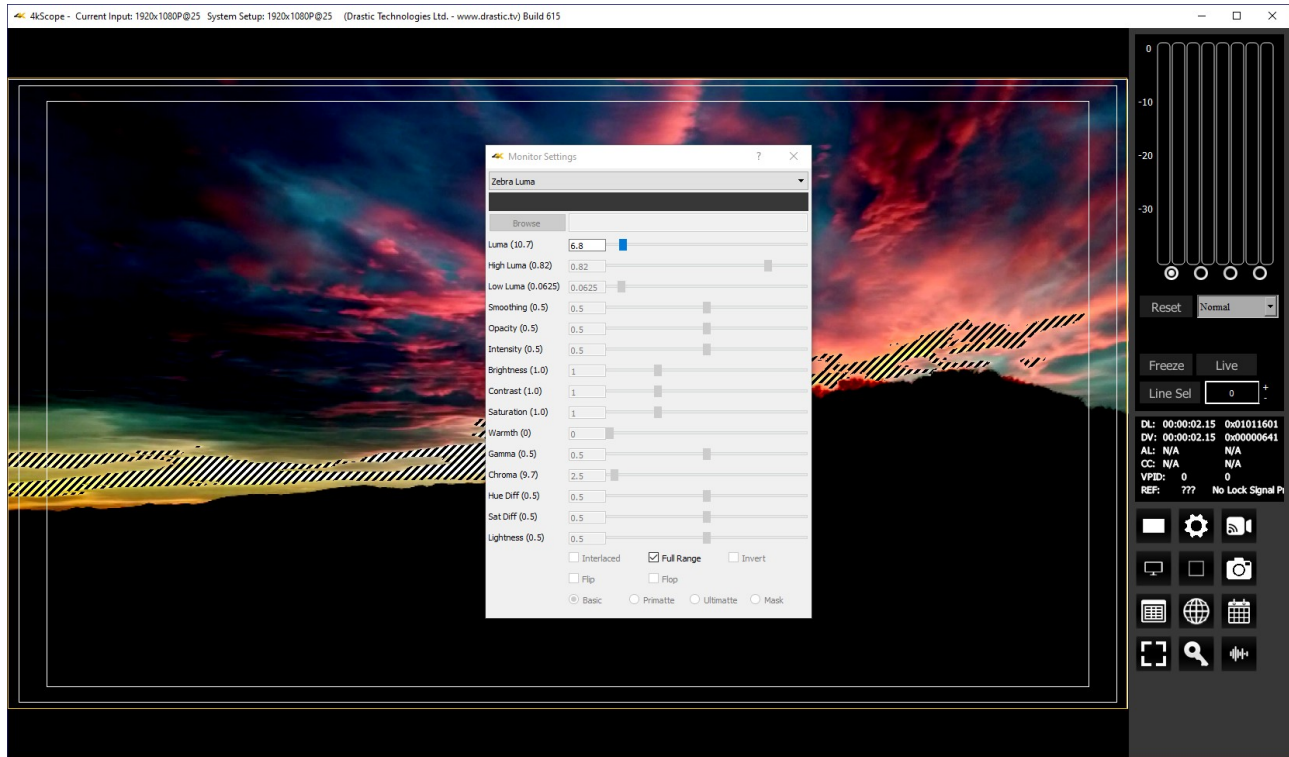 4kScope - Current Input: 1920x1080P@25 System Setup: 1920x1080P@25 (Drastic Technologies Ltd. - www.drastic.tv) Build 615
Monitor Settings ?
Zebra Luma
Browse
Luma (10.7) 6.8
High Luma (0.82) 0.82
Low Luma (0.0625) 0.0625
Smoothing (0.5) 0.5
Opacity (0.5) 0.5
Intensity (0.5) 0.5
Brightness (1.0) 1
Contrast (1.0) 1
Saturation (1.0) 1
Warmth (0) 0
Gamma (0.5) 0.5
Chroma (9.7) 2.5
Hue Diff (0.5) 0.5
Sat Diff (0.5) 0.5
Lightness (0.5) 0.5
Interlaced Full Range Invert
Flip Flop
Basic Primatte Ultimatte Mask
0
-10
-20
-30
Reset Normal
Freeze Live
Line Sel 0 + -
DL: 00:00:02.15 0x01011601
DV: 00:00:02.15 0x00000641
AL: N/A N/A
CC: N/A N/A
VPID: 0 0
REF: ??? No Lock Signal Pr